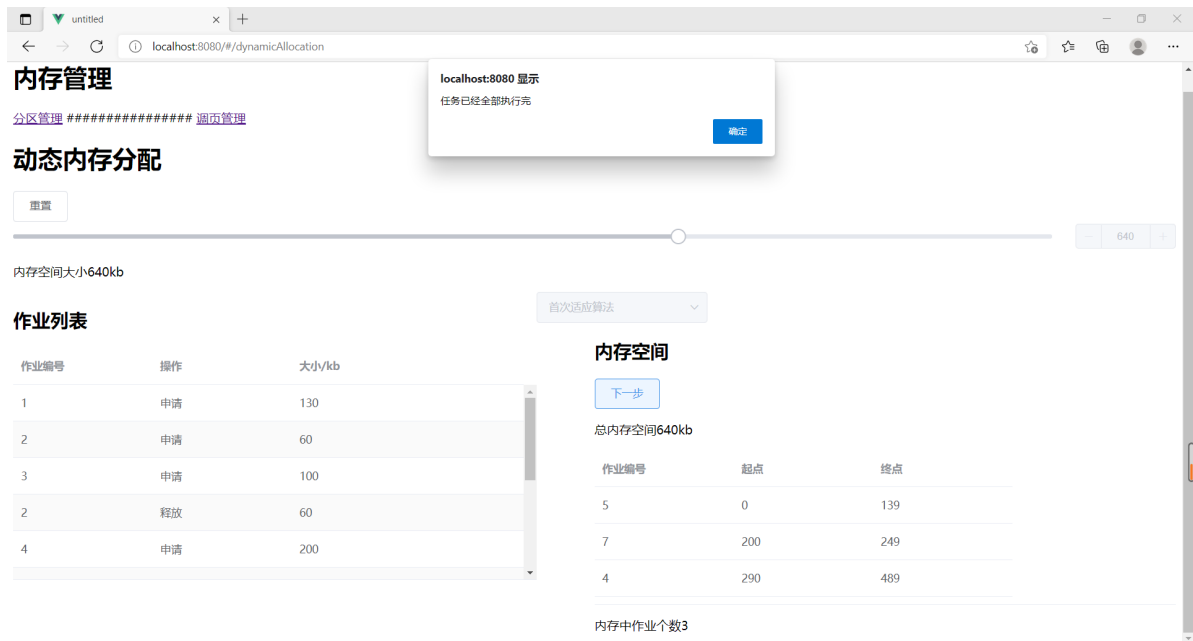 untitled
localhost:8080/#/dynamicAllocation
localhost:8080 显示
任务已经全部执行完
确定
内存管理
分区管理 ################ 调页管理
动态内存分配
重置
640
内存空间大小640kb
首次适应算法
作业列表
作业编号 操作 大小/kb
1 申请 130
2 申请 60
3 申请 100
2 释放 60
4 申请 200
内存空间
下一步
总内存空间640kb
作业编号 起点 终点
5 0 139
7 200 249
4 290 489
内存中作业个数3